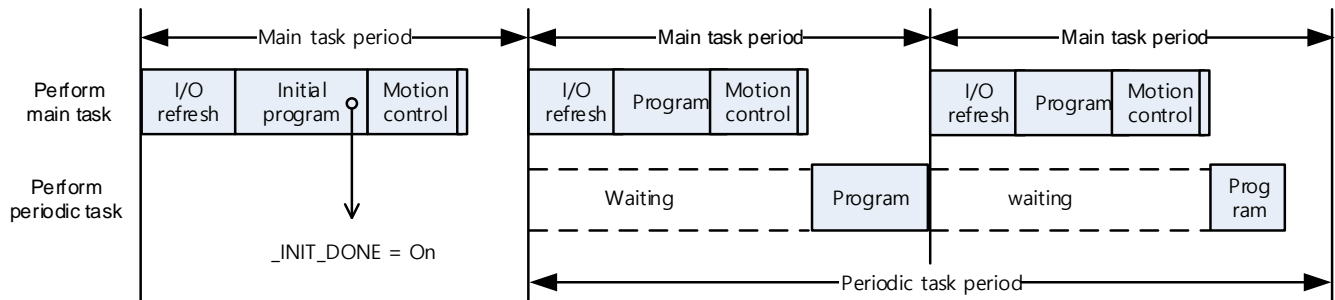 Main task period
Main task period
Main task period
Perform
main task
I/O
refresh
Initial
program
Motion
control
I/O
refresh
Program
Motion
control
I/O
refresh
Program
Motion
control
Perform
periodic task
Waiting
Program
waiting
Prog
ram
_INIT_DONE = On
Periodic task period